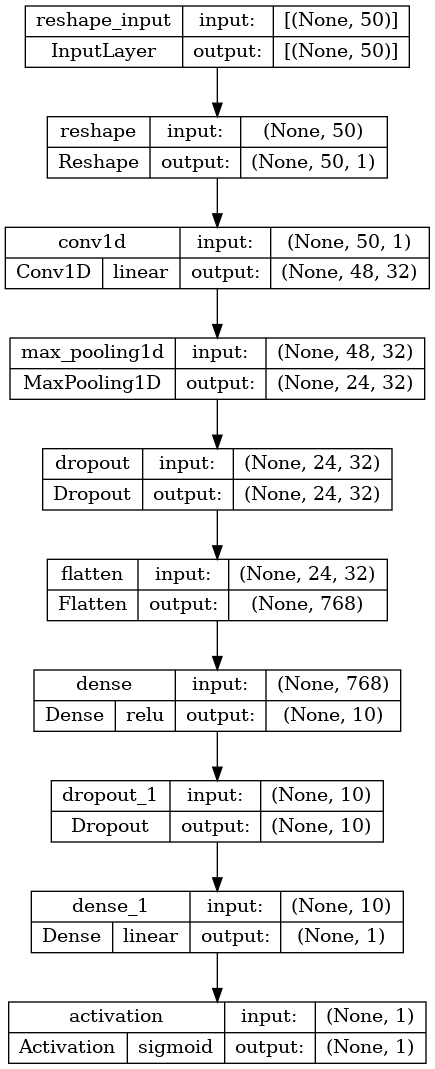 reshape_input input: [(None, 50)]
InputLayer output: [(None, 50)]
reshape input: (None, 50)
Reshape output: (None, 50, 1)
conv1d input: (None, 50, 1)
Conv1D linear output: (None, 48, 32)
max_pooling1d input: (None, 48, 32)
MaxPooling1D output: (None, 24, 32)
dropout input: (None, 24, 32)
Dropout output: (None, 24, 32)
flatten input: (None, 24, 32)
Flatten output: (None, 768)
dense input: (None, 768)
Dense relu output: (None, 10)
dropout_1 input: (None, 10)
Dropout output: (None, 10)
dense_1 input: (None, 10)
Dense linear output: (None, 1)
activation input: (None, 1)
Activation sigmoid output: (None, 1)